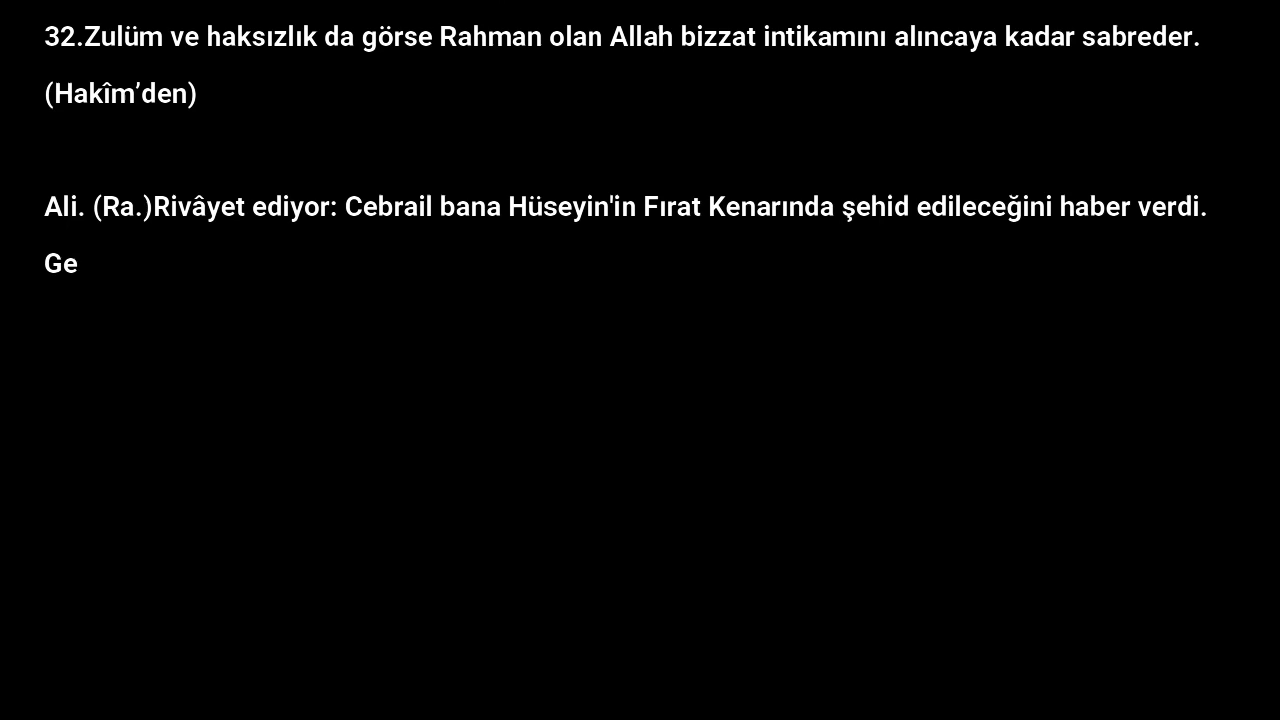 32.Zulüm ve haksızlık da görse Rahman olan Allah bizzat intikamını alıncaya kadar sabreder.
(Hakîm’den)
Ali. (Ra.)Rivâyet ediyor: Cebrail bana Hüseyin'in Fırat Kenarında şehid edileceğini haber verdi.
Ge